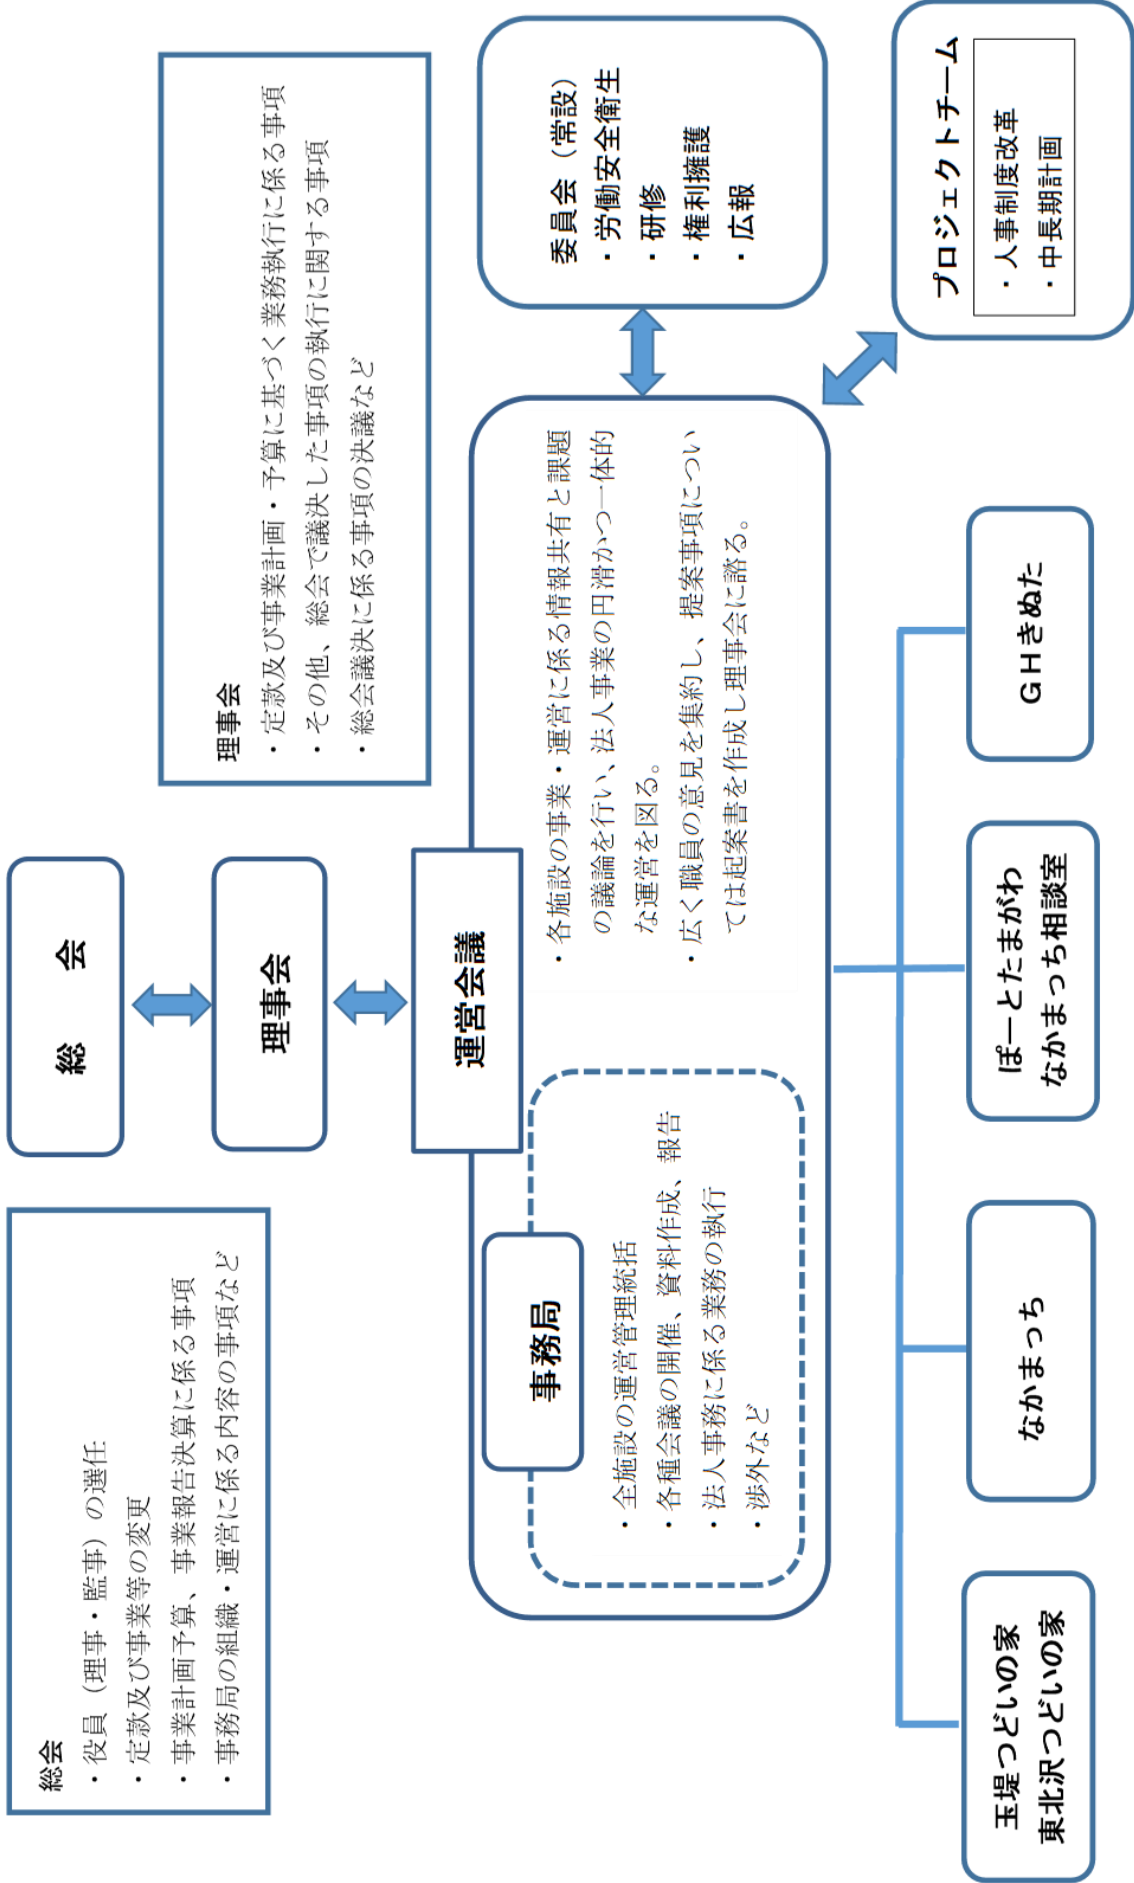 総会
・役員（理事・監事）の選任
・定款及び事業等の変更
・事業計画予算、事業報告決算に係る事項
・事務局の組織・運営に係る内容の事項など
総　会
理事会
理事会
・定款及び事業計画・予算に基づく業務執行に係る事項
・その他、総会で議決した事項の執行に関する事項
・総会議決に係る事項の決議など
運営会議
事務局
・全施設の運営管理統括
・各種会議の開催、資料作成、報告
・法人事務に係る業務の執行
・渉外など
・各施設の事業・運営に係る情報共有と課題
の議論を行い、法人事業の円滑かつ一体的
な運営を図る。
・広く職員の意見を集約し、提案事項につい
ては起案書を作成し理事会に諮る。
委員会（常設）
・労働安全衛生
・研修
・権利擁護
・広報
プロジェクトチーム
・人事制度改革
・中長期計画
玉堤つどいの家
東北沢つどいの家
なかまっち
ぽーとたまがわ
なかまっち相談室
ＧＨきぬた